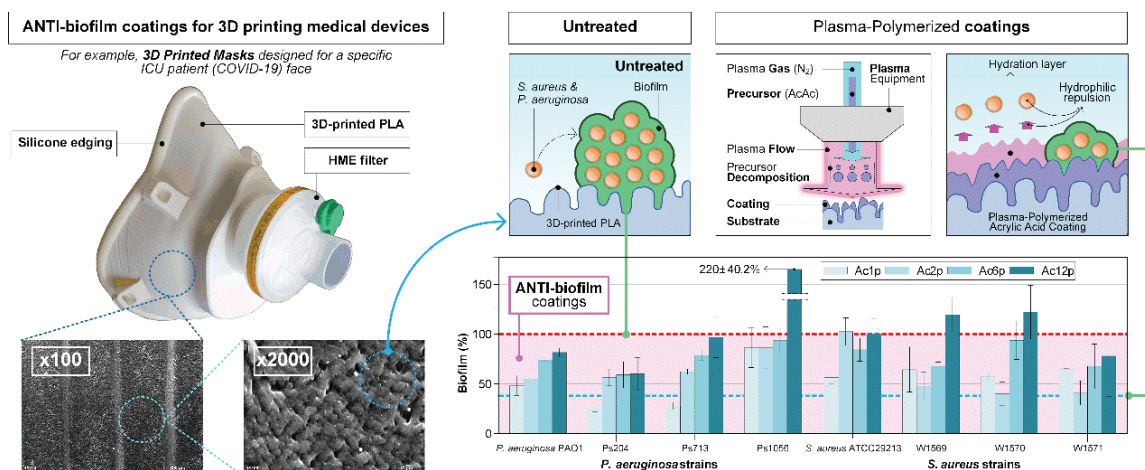 ANTI-biofilm coatings for 3D printing medical devices
For example, 3D Printed Masks designed for a specific
ICU patient (COVID-19) face
Silicone edging
3D-printed PLA
HME filter
x100
x2000
Untreated
Untreated
S. aureus &
P. aeruginosa
Biofilm
3D-printed PLA
Plasma-Polymerized coatings
Plasma Gas (N2)
Precursor (AcAc)
Plasma
Equipment
Plasma Flow
Precursor
Decomposition
Coating
Substrate
Hydration layer
Hydrophilic
repulsion
Plasma-Polymerized
Acrylic Acid Coating
220± 40.2%
Ac1p Ac2p Ac6p Ac12p
ANTI-biofilm
coatings
Biofilm (%)
150
100
50
0
P. aeruginosa PAO1 Ps204 Ps713 Ps1056 S. aureus ATCC29213 W1569 W1570 W1571
P. aeruginosa strains S. aureus strains